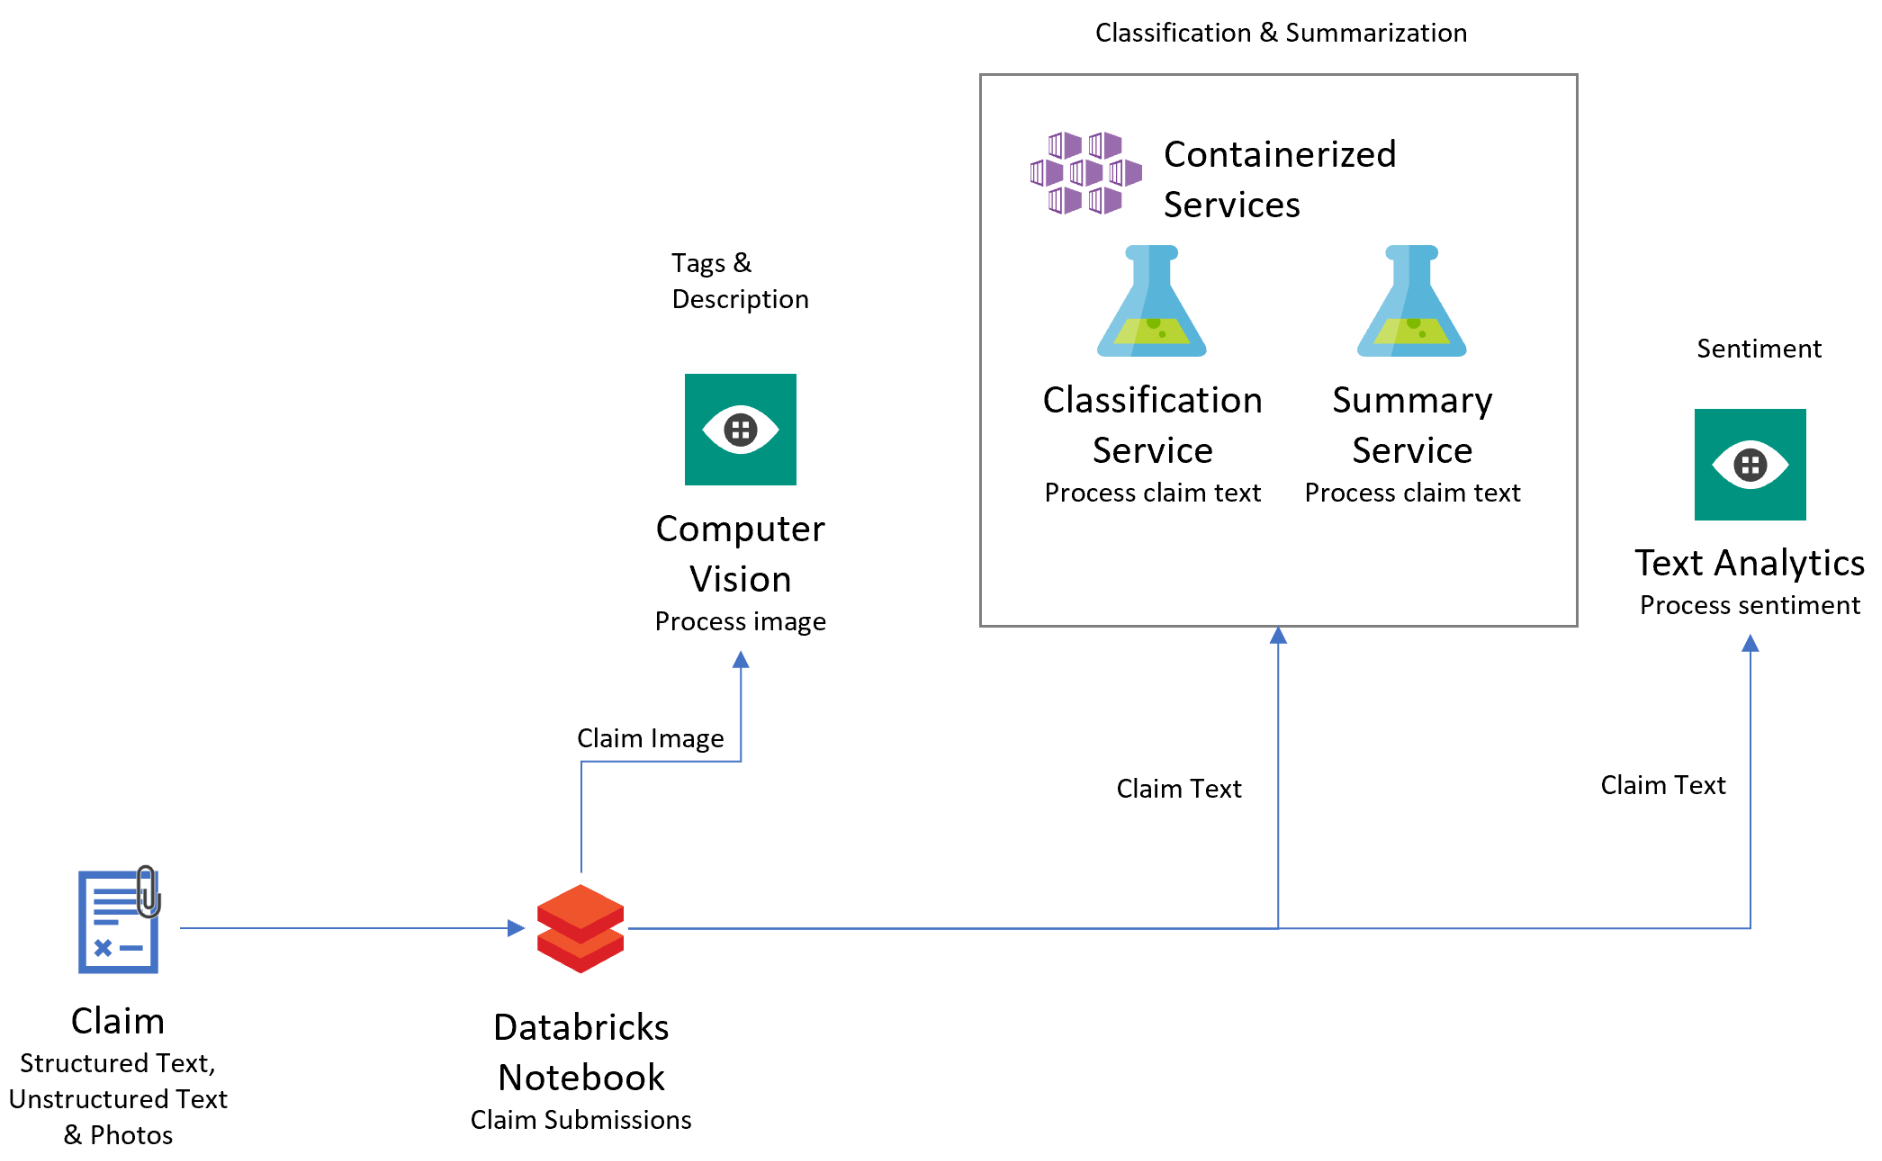 Classification & Summarization
Containerized
Services
Classification
Service
Process claim text
Summary
Service
Process claim text
Tags &
Description
Computer
Vision
Process image
Sentiment
Text Analytics
Process sentiment
Claim Image
Claim Text
Claim Text
Claim
Structured Text,
Unstructured Text
& Photos
Databricks
Notebook
Claim Submissions